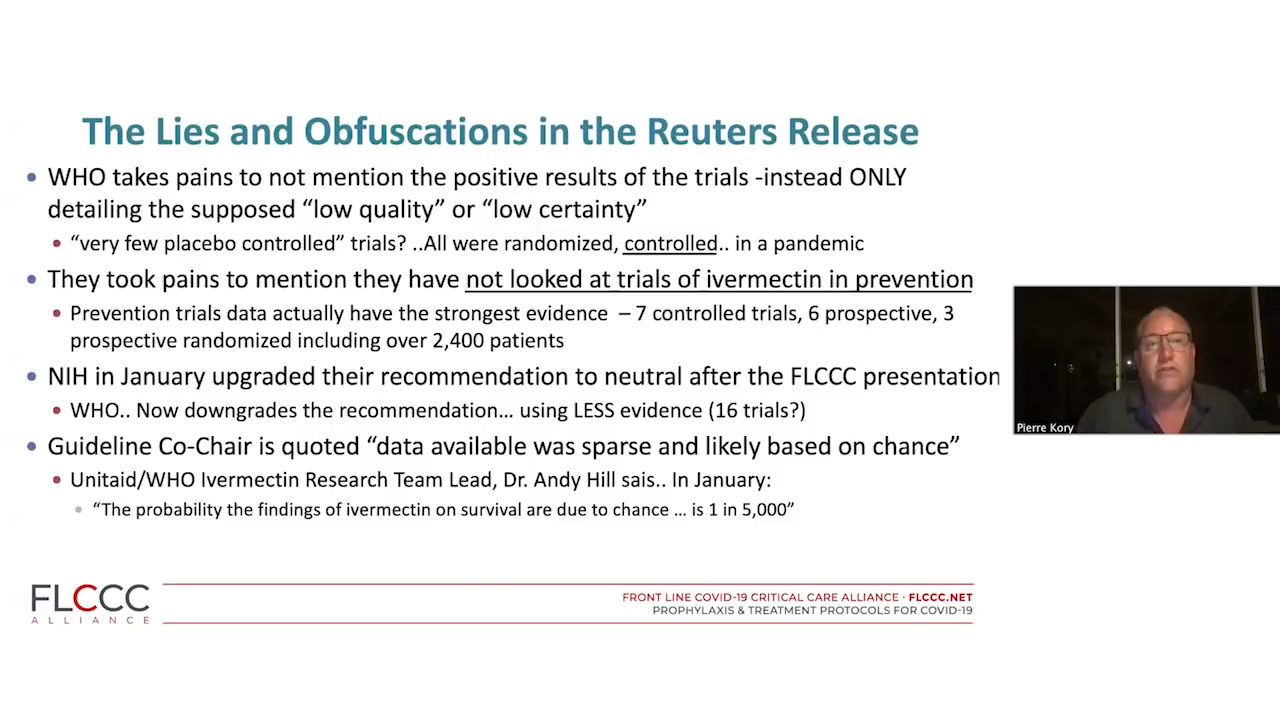 The Lies and Obfuscations in the Reuters Release
• WHO takes pains to not mention the positive results of the trials -instead ONLY
detailing the supposed “low quality” or “low certainty”
• “very few placebo controlled” trials? ..All were randomized, controlled.. in a pandemic
• They took pains to mention they have not looked at trials of ivermectin in prevention
• Prevention trials data actually have the strongest evidence – 7 controlled trials, 6 prospective, 3
prospective randomized including over 2,400 patients
• NIH in January upgraded their recommendation to neutral after the FLCCC presentation
• WHO.. Now downgrades the recommendation... using LESS evidence (16 trials?)
• Guideline Co-Chair is quoted “data available was sparse and likely based on chance”
• Unitaid/WHO Ivermectin Research Team Lead, Dr. Andy Hill sais.. In January:
• “The probability the findings of ivermectin on survival are due to chance ... is 1 in 5,000”
Pierre Kory
FLCCC
ALLIANCE
FRONT LINE COVID-19 CRITICAL CARE ALLIANCE · FLCCC.NET
PROPHYLAXIS & TREATMENT PROTOCOLS FOR COVID-19